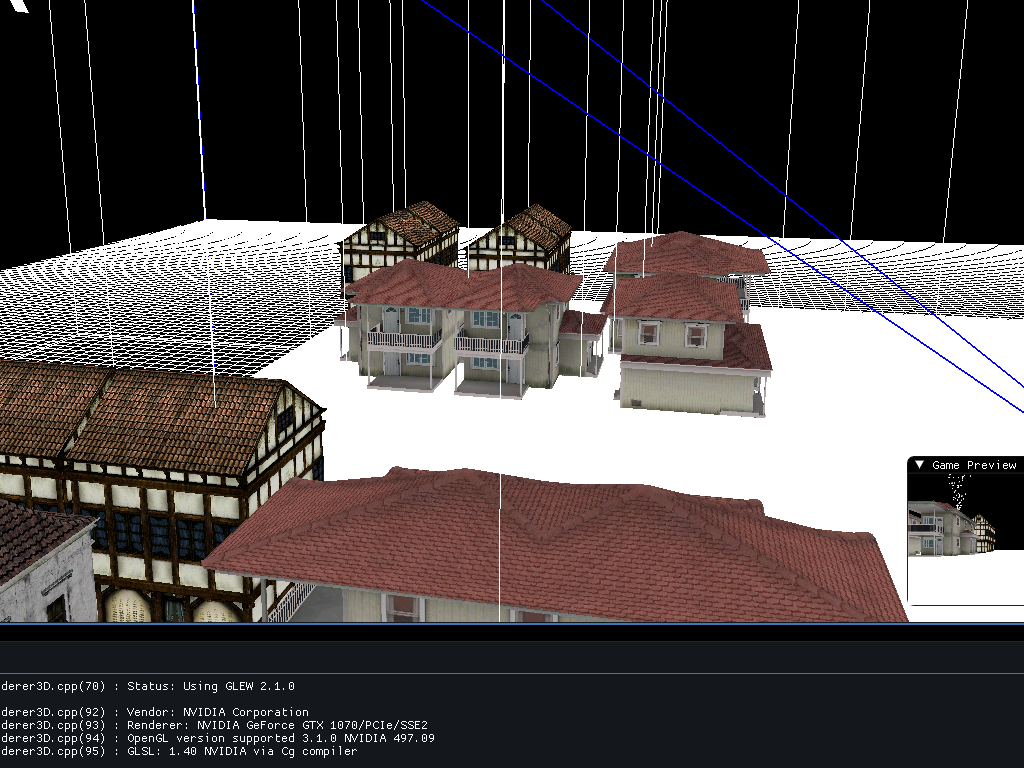 Game Preview
derer3D.cpp(70) : Status: Using GLEW 2.1.0
derer3D.cpp(92) : Vendor: NVIDIA Corporation
derer3D.cpp(93) : Renderer: NVIDIA GeForce GTX 1070/PCIe/SSE2
derer3D.cpp(94) : OpenGL version supported 3.1.0 NVIDIA 497.09
derer3D.cpp(95) : GLSL: 1.40 NVIDIA via Cg compiler